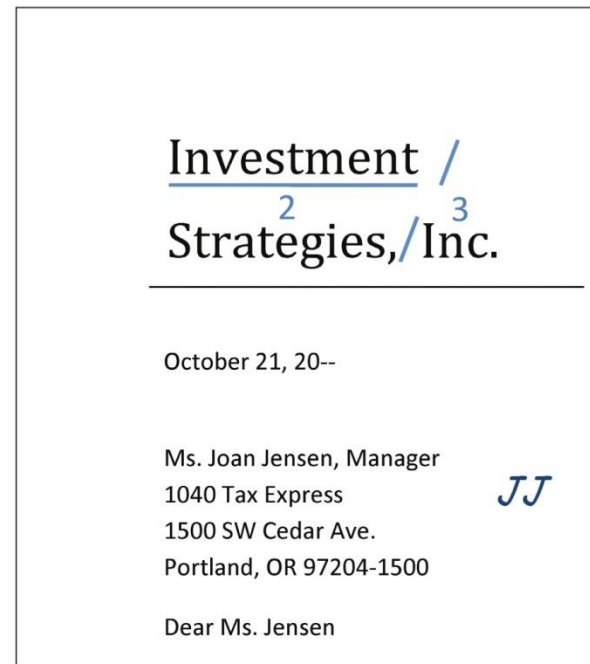 Investment /
2 3
Strategies,/Inc.
October 21, 20--
Ms. Joan Jensen, Manager
1040 Tax Express JJ
1500 SW Cedar Ave.
Portland, OR 97204-1500
Dear Ms. Jensen